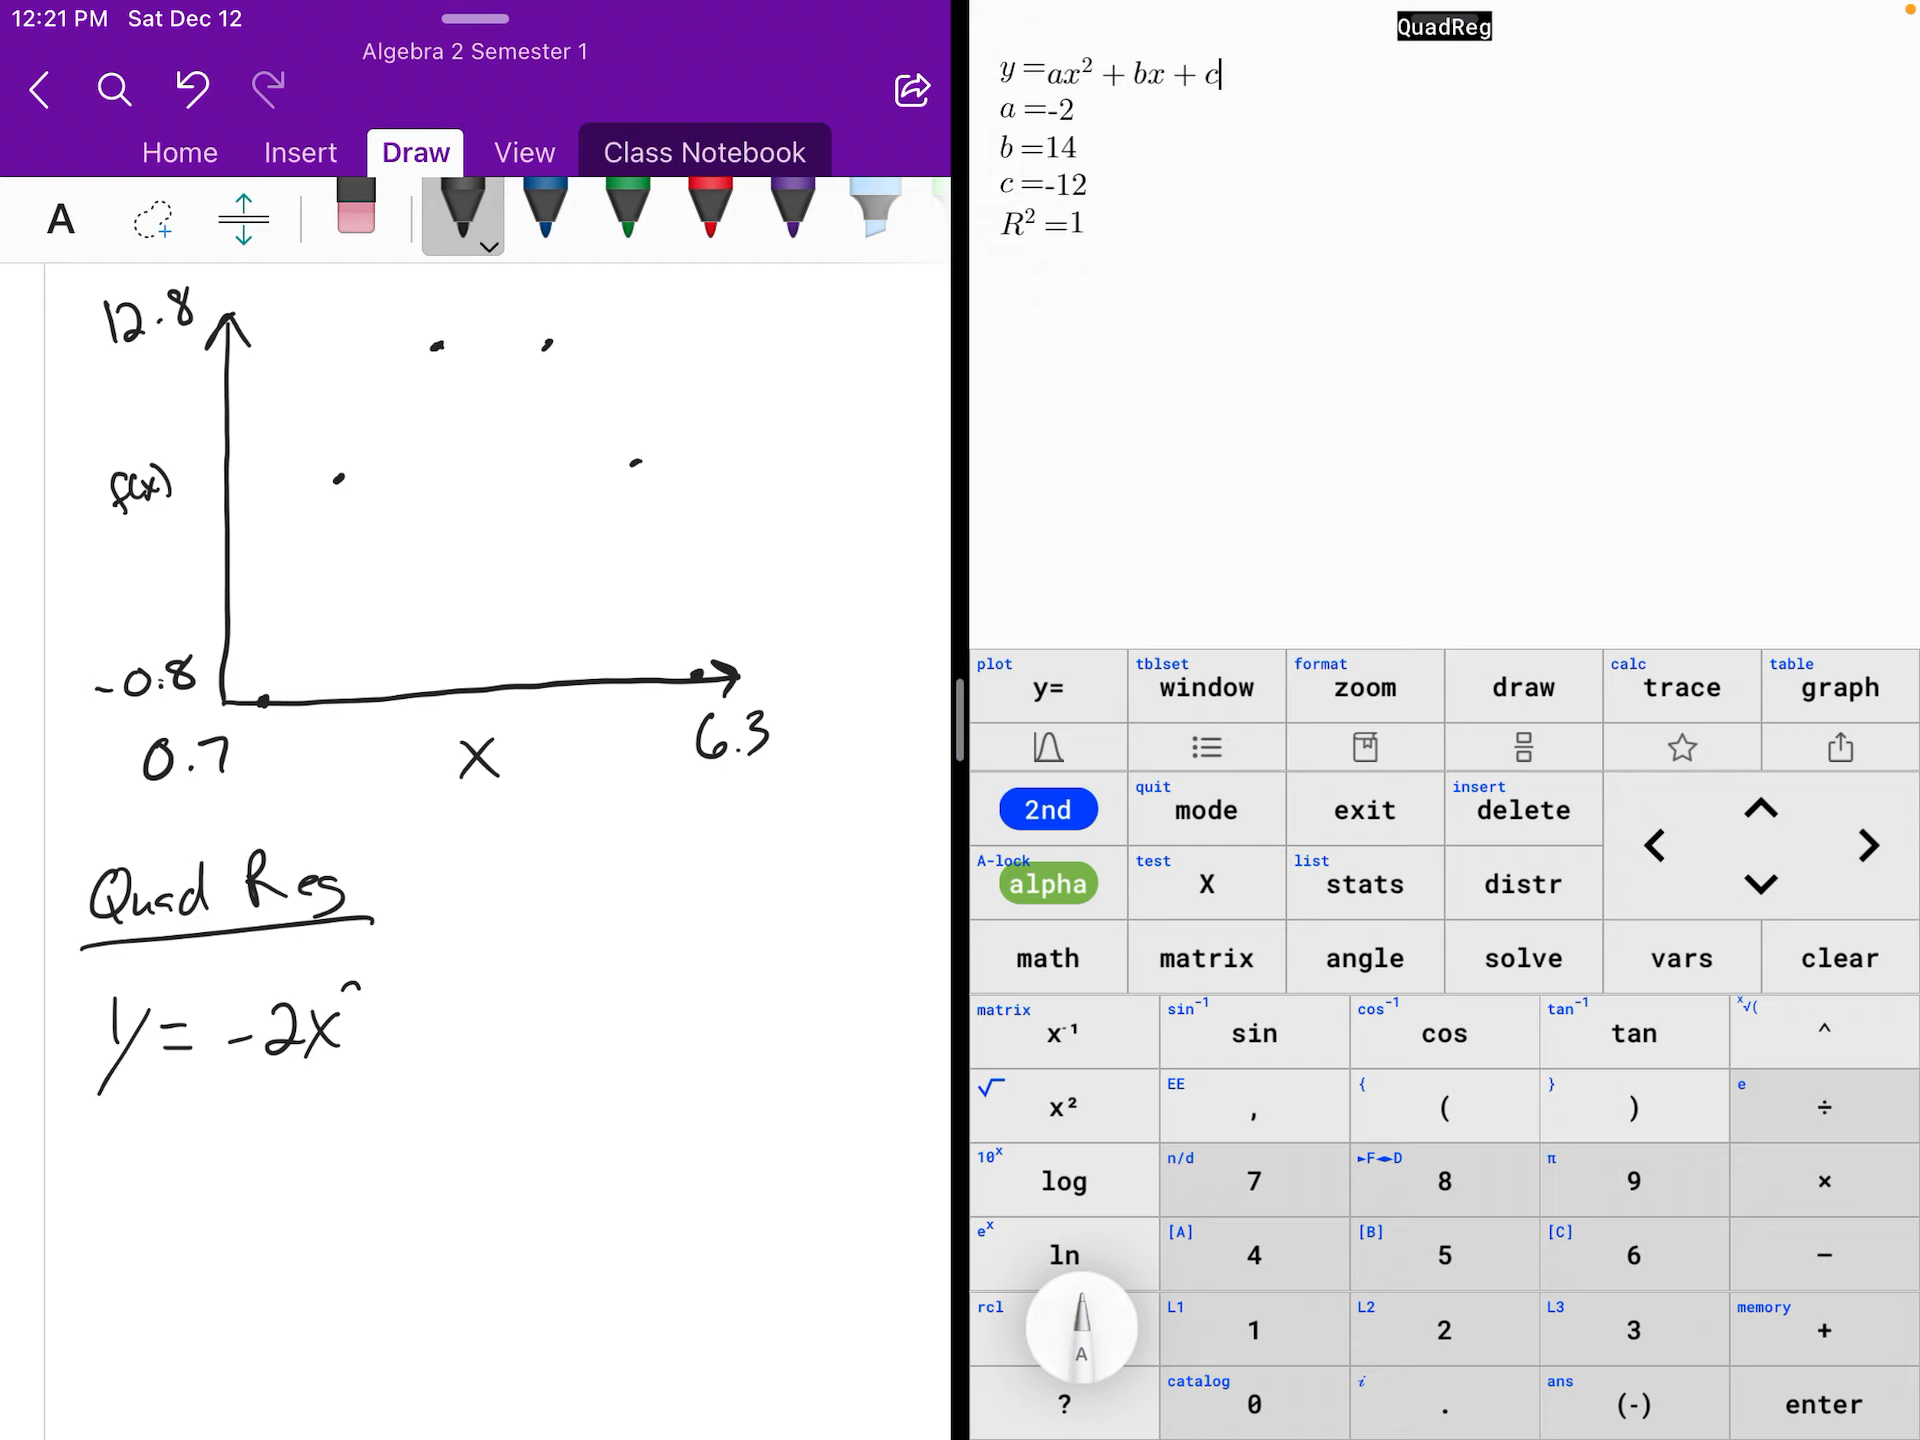 12:21 PM Sat Dec 12
Algebra 2 Semester 1
Home Insert Draw View Class Notebook
A
12.8
f(x)
-0.8
0.7 X 6.3
Quad Reg
y = -2x^
QuadReg
y =ax² + bx + c
a =-2
b =14
c =-12
R² =1
plot tblset format calc table
y= window zoom draw trace graph
quit insert
2nd mode exit delete
A-lock test list
alpha X stats distr
math matrix angle solve vars clear
matrix sin⁻¹ cos⁻¹ tan⁻¹ ˣ√(
x⁻¹ sin cos tan ^
√ EE { } e
x² , ( ) ÷
10ˣ n/d ►F◄►D π
log 7 8 9 ×
eˣ [A] [B] [C]
ln 4 5 6 −
rcl L1 L2 L3 memory
A 1 2 3 +
catalog i ans
? 0 . (-) enter